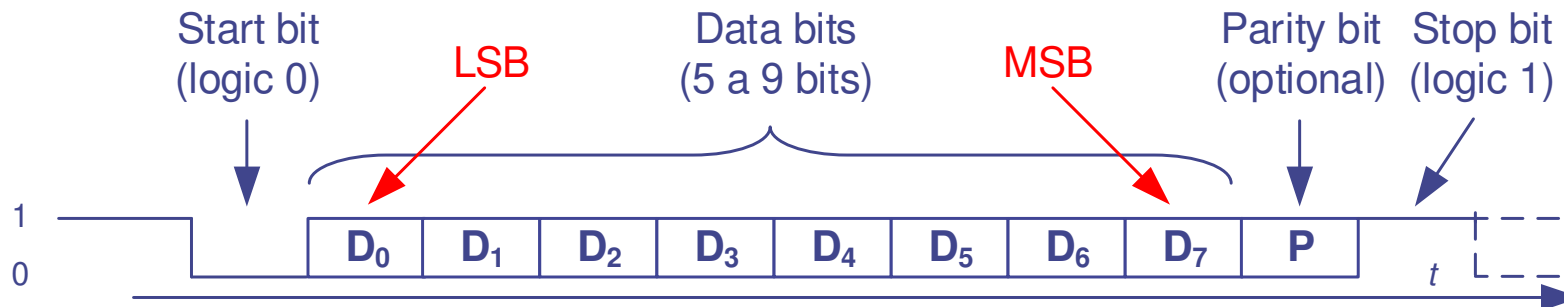 Start bit
(logic 0)
LSB
Data bits
(5 a 9 bits)
MSB
Parity bit
(optional)
Stop bit
(logic 1)
1
0
D₀ D₁ D₂ D₃ D₄ D₅ D₆ D₇ P
t